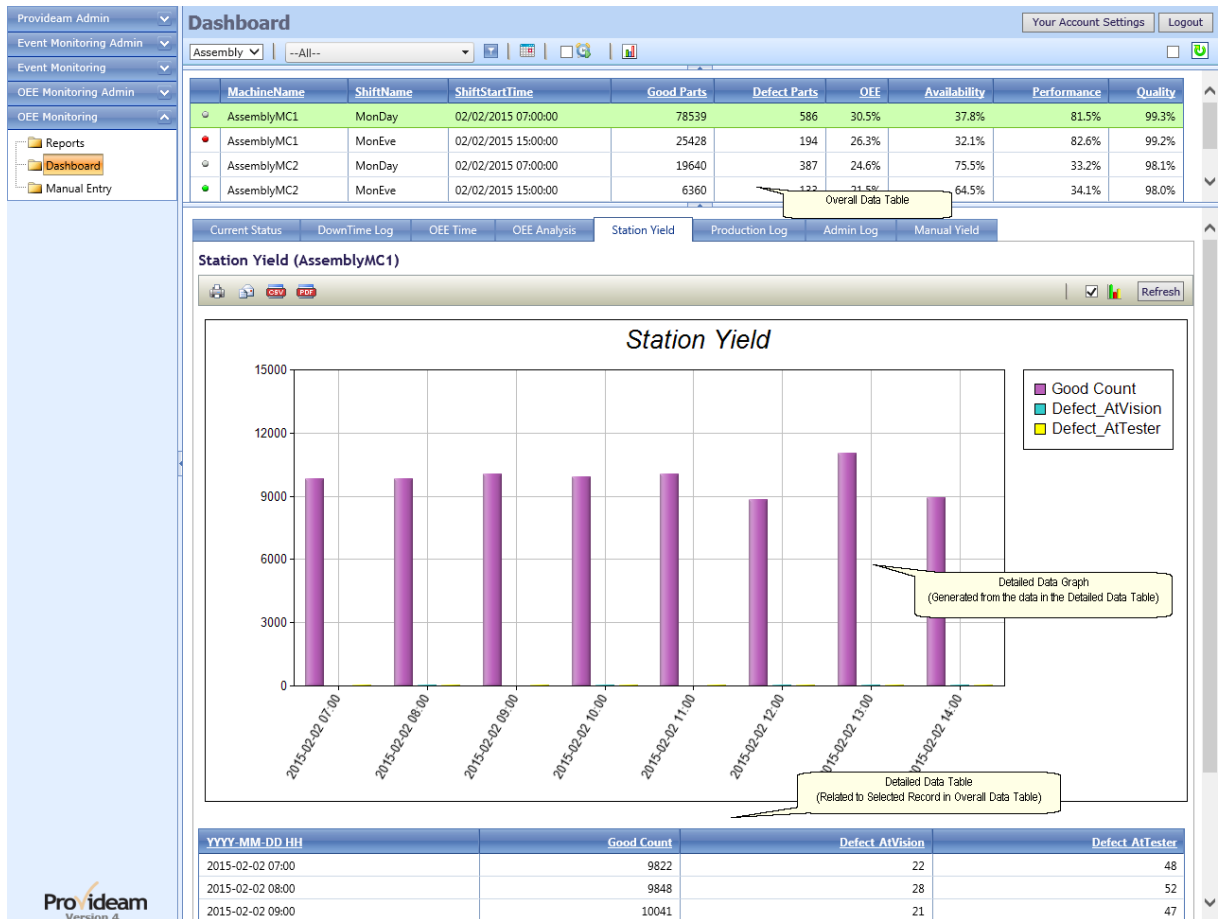 Provideam Admin
Event Monitoring Admin
Event Monitoring
OEE Monitoring Admin
OEE Monitoring
Reports
Dashboard
Manual Entry
Provideam
Version 4
Dashboard
Your Account Settings Logout
Assembly --All--
MachineName ShiftName ShiftStartTime Good Parts Defect Parts OEE Availability Performance Quality
AssemblyMC1 MonDay 02/02/2015 07:00:00 78539 586 30.5% 37.8% 81.5% 99.3%
AssemblyMC1 MonEve 02/02/2015 15:00:00 25428 194 26.3% 32.1% 82.6% 99.2%
AssemblyMC2 MonDay 02/02/2015 07:00:00 19640 387 24.6% 75.5% 33.2% 98.1%
AssemblyMC2 MonEve 02/02/2015 15:00:00 6360 64.5% 34.1% 98.0%
Overall Data Table
Current Status DownTime Log OEE Time OEE Analysis Station Yield Production Log Admin Log Manual Yield
Station Yield (AssemblyMC1)
CSV PDF Refresh
Station Yield
15000
12000
9000
6000
3000
0
Good Count
Defect_AtVision
Defect_AtTester
Detailed Data Graph
(Generated from the data in the Detailed Data Table)
2015-02-02 07:00 2015-02-02 08:00 2015-02-02 09:00 2015-02-02 10:00 2015-02-02 11:00 2015-02-02 12:00 2015-02-02 13:00 2015-02-02 14:00
Detailed Data Table
(Related to Selected Record in Overall Data Table)
YYYY-MM-DD HH Good Count Defect AtVision Defect AtTester
2015-02-02 07:00 9822 22 48
2015-02-02 08:00 9848 28 52
2015-02-02 09:00 10041 21 47